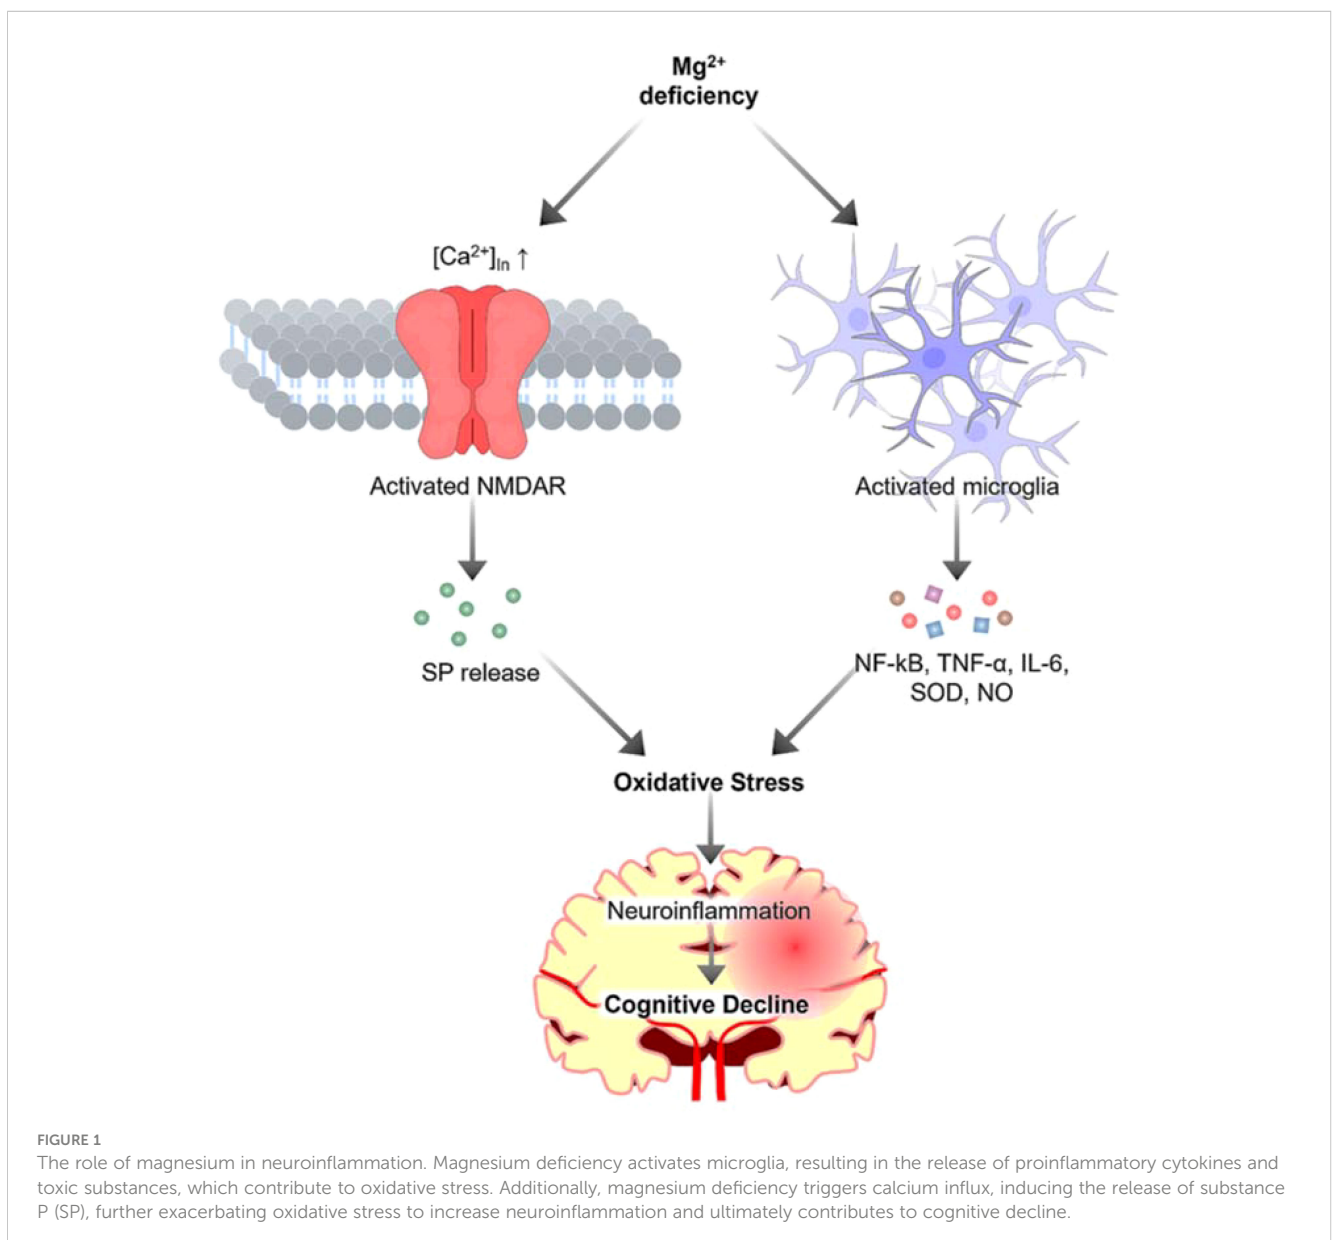 Mg²⁺
deficiency
[Ca²⁺]ᵢₙ ↑
Activated NMDAR
Activated microglia
SP release
NF-kB, TNF-α, IL-6,
SOD, NO
Oxidative Stress
Neuroinflammation
Cognitive Decline
FIGURE 1
The role of magnesium in neuroinflammation. Magnesium deficiency activates microglia, resulting in the release of proinflammatory cytokines and
toxic substances, which contribute to oxidative stress. Additionally, magnesium deficiency triggers calcium influx, inducing the release of substance
P (SP), further exacerbating oxidative stress to increase neuroinflammation and ultimately contributes to cognitive decline.